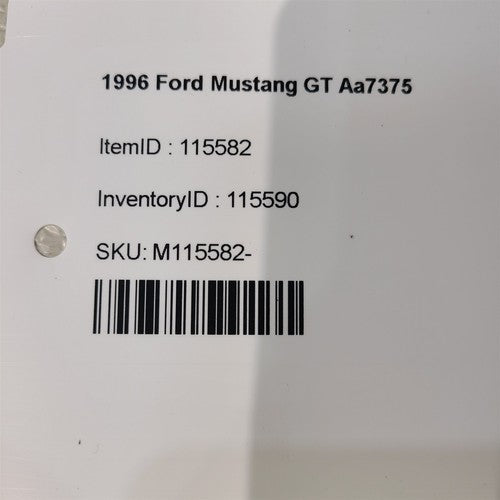 1996 Ford Mustang GT Aa7375
ItemID : 115582
InventoryID : 115590
SKU: M115582-